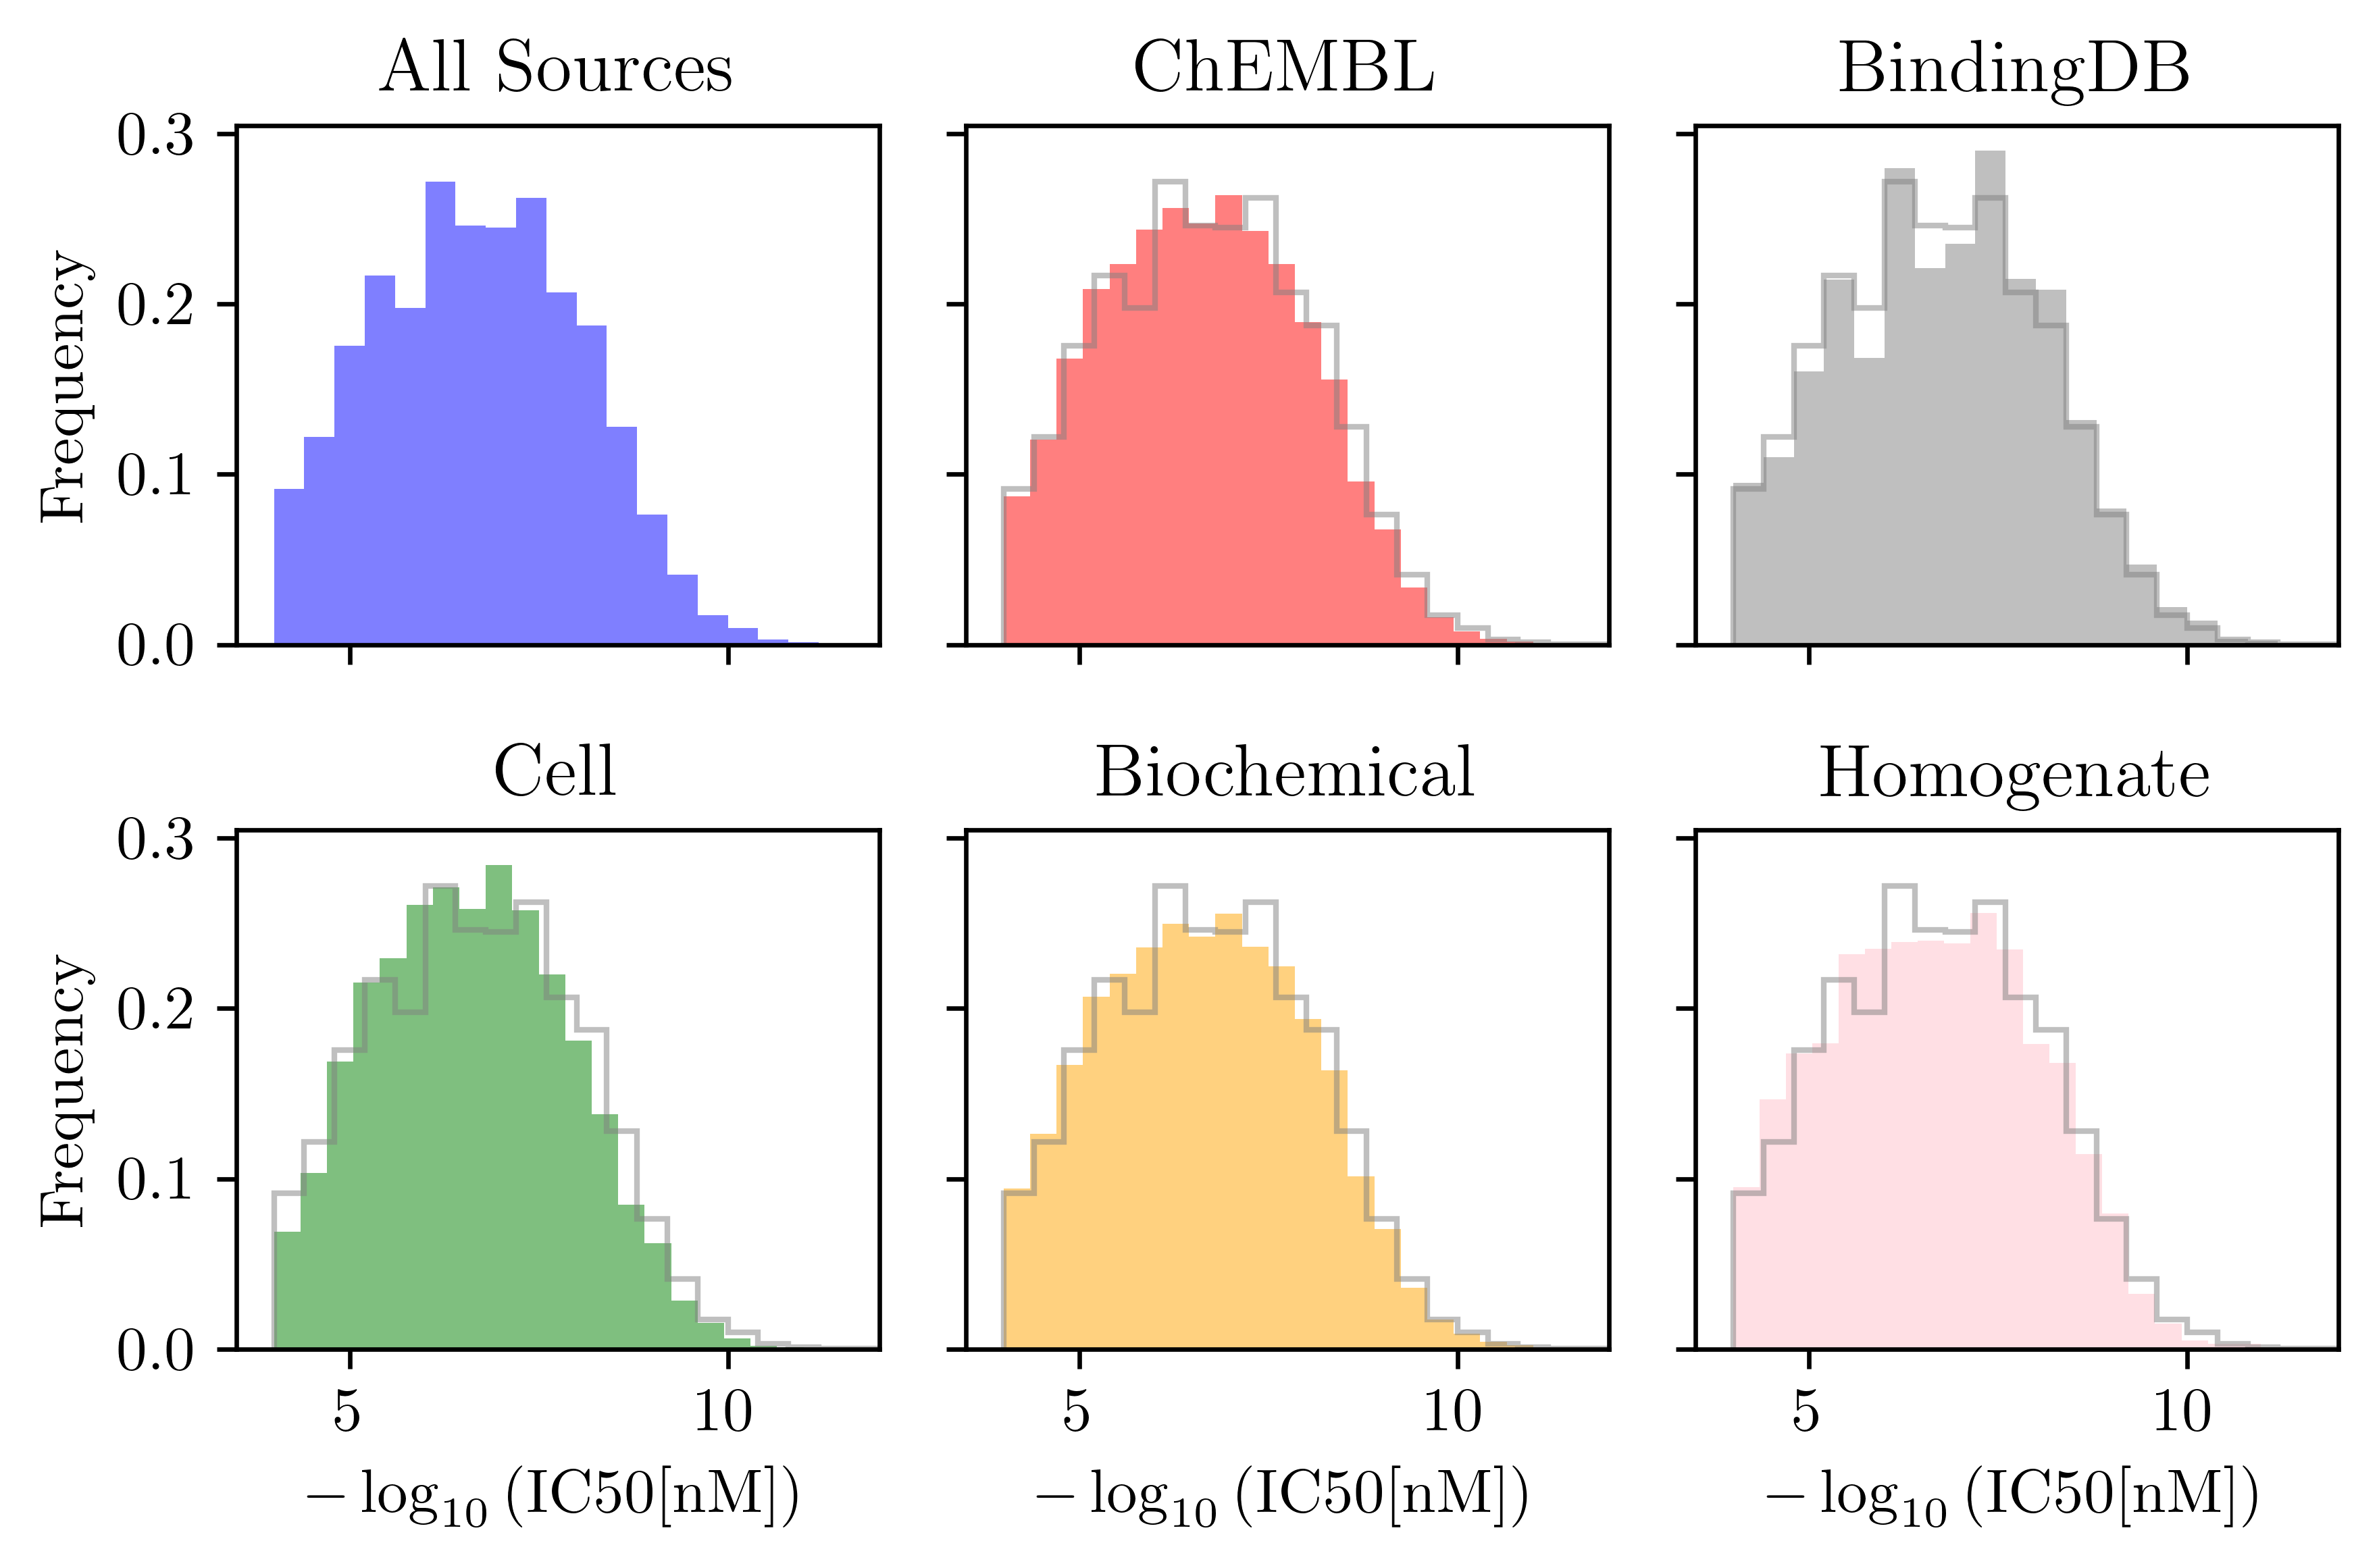 All Sources
ChEMBL
BindingDB
0.3
0.2
0.1
0.0
Frequency
Cell
Biochemical
Homogenate
0.3
0.2
0.1
0.0
Frequency
5 10
5 10
5 10
− log₁₀ (IC50[nM])
− log₁₀ (IC50[nM])
− log₁₀ (IC50[nM])